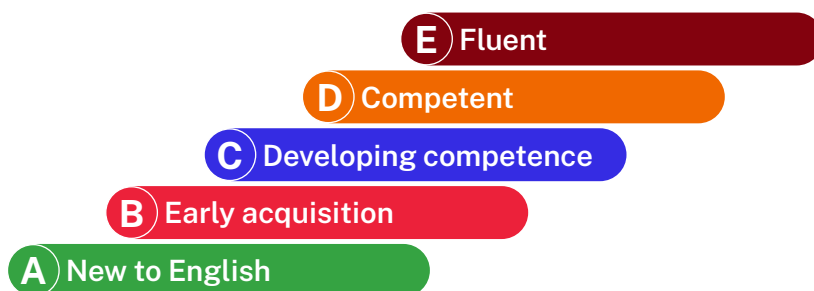 E Fluent
D Competent
C Developing competence
B Early acquisition
A New to English